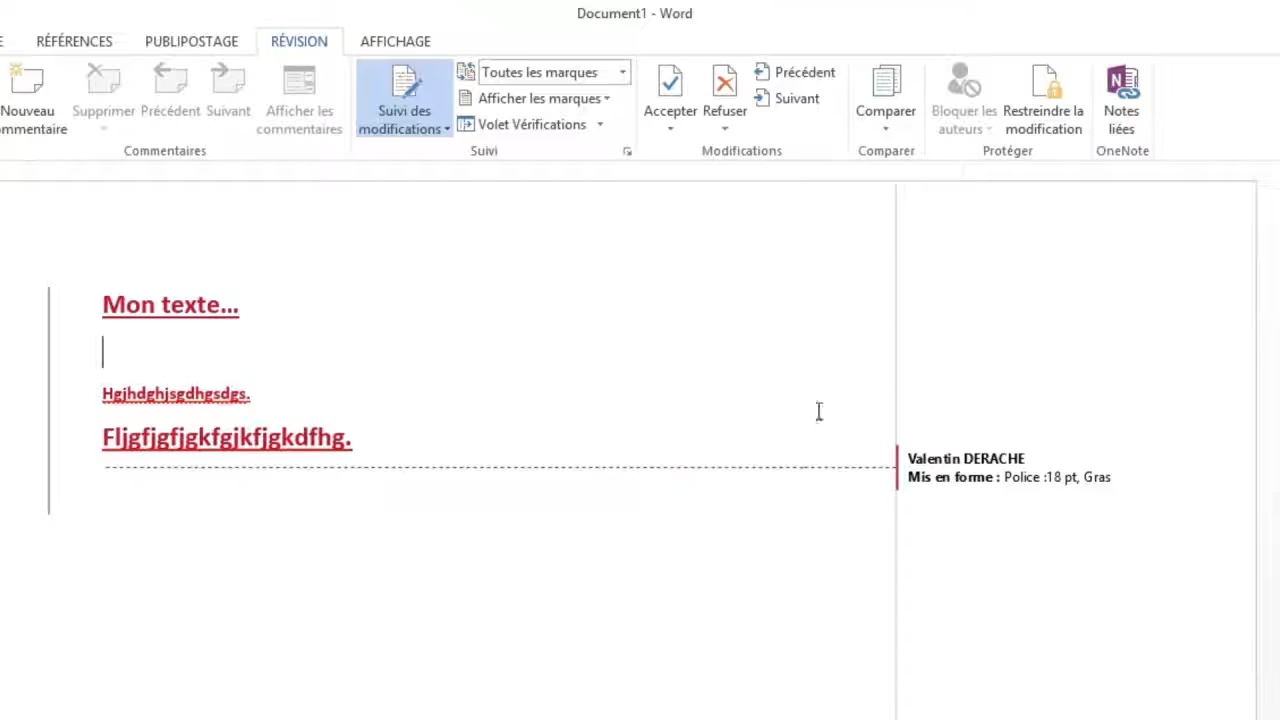 Document1 - Word
E RÉFÉRENCES PUBLIPOSTAGE RÉVISION AFFICHAGE
Nouveau
ommentaire
Supprimer
Précédent
Suivant
Afficher les
commentaires
Commentaires
Suivi des
modifications
Toutes les marques
Afficher les marques
Volet Vérifications
Suivi
Accepter
Refuser
Précédent
Suivant
Modifications
Comparer
Comparer
Bloquer les
auteurs
Restreindre la
modification
Protéger
Notes
liées
OneNote
Mon texte...
Hgjhdghjsgdhgsdgs.
Fljgfjgfjgkfgjkfjgkdfhg.
Valentin DERACHE
Mis en forme : Police :18 pt, Gras